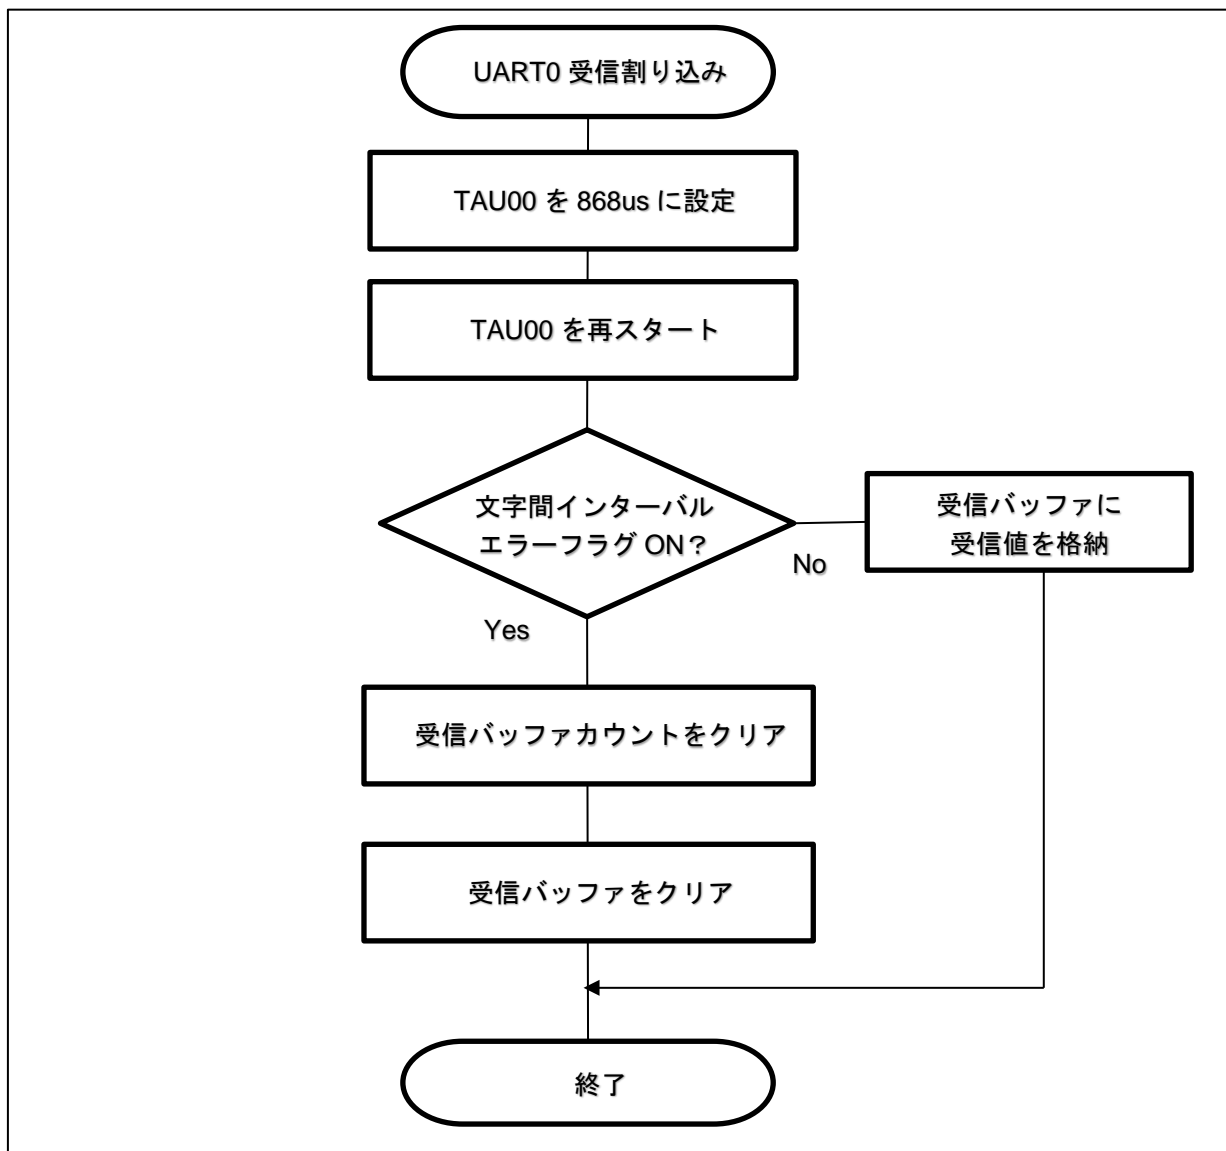 UART0 受信割り込み
TAU00 を 868us に設定
TAU00 を再スタート
文字間インターバル
エラーフラグ ON？
No
受信バッファに
受信値を格納
Yes
受信バッファカウントをクリア
受信バッファをクリア
終了